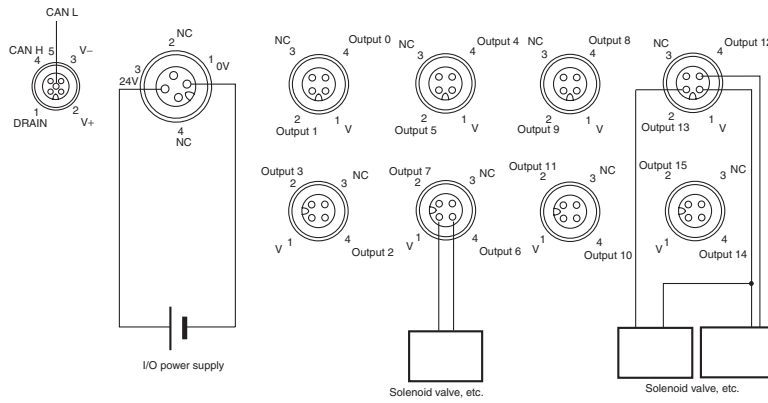 CAN L
CAN H 5 V–
4 3
1 2
DRAIN V+
NC
2
3 1 0V
24V
4
NC
I/O power supply
NC Output 0
3 4
2 1
Output 1 V
NC Output 4
3 4
2 1
Output 5 V
NC Output 8
3 4
2 1
Output 9 V
NC Output 12
3 4
2 1
Output 13 V
Output 3 NC
2 3
1 4
V Output 2
Output 7 NC
2 3
1 4
V Output 6
Output 11 NC
2 3
1 4
V Output 10
Output 15 NC
2 3
1 4
V Output 14
Solenoid valve, etc.
Solenoid valve, etc.